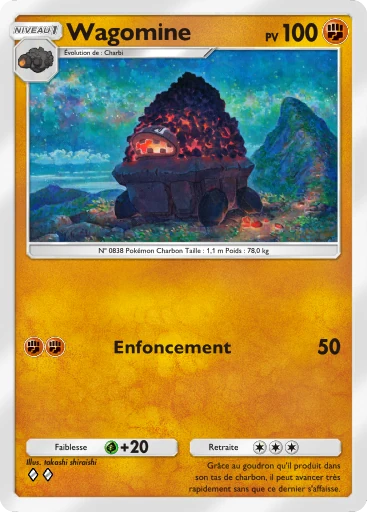 NIVEAU 1
Wagomine
PV 100
Évolution de : Charbi
N° 0838 Pokémon Charbon Taille : 1,1 m Poids : 78,0 kg
Enfoncement 50
Faiblesse +20 Retraite
Illus. takashi shiraishi
Grâce au goudron qu'il produit dans
son tas de charbon, il peut avancer très
rapidement sans que ce dernier s'affaisse.